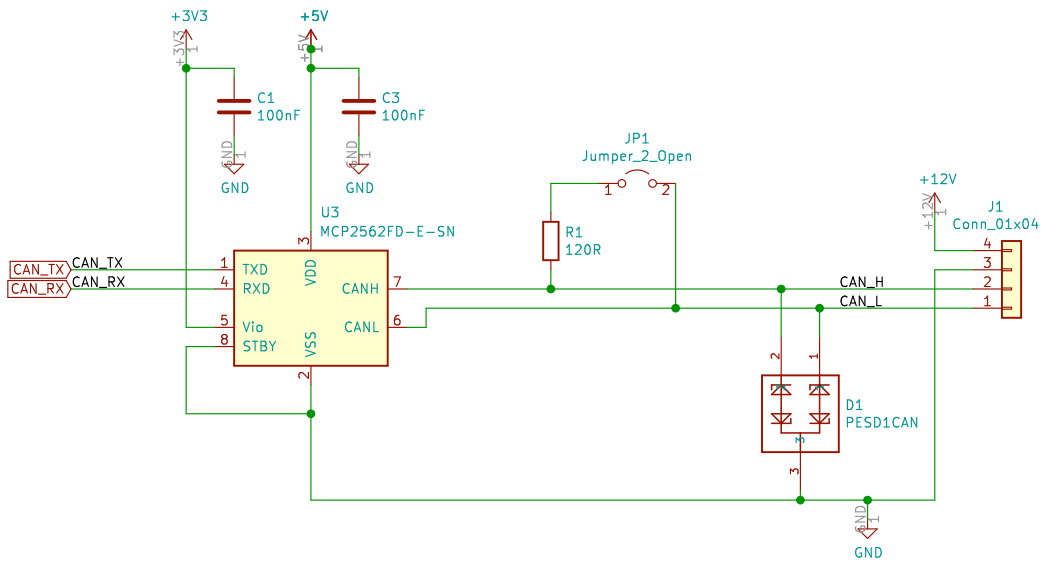 +3V3
+3V3
1
+5V
+5V
1
C1
100nF
GND
1
GND
C3
100nF
GND
1
GND
JP1
Jumper_2_Open
1
2
R1
120R
+12V
+12V
1
J1
Conn_01x04
4
3
2
1
U3
MCP2562FD-E-SN
3
VDD
CAN_TX
CAN_TX
1
TXD
CAN_RX
CAN_RX
4
RXD
CANH
7
CAN_H
CAN_L
5
Vio
CANL
6
8
STBY
VSS
2
2
1
D1
PESD1CAN
3
3
GND
1
GND